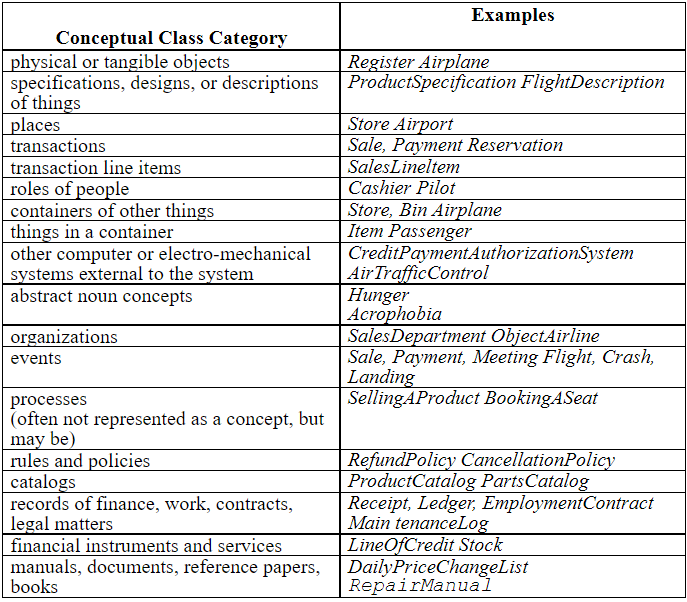 Conceptual Class Category
Examples
physical or tangible objects
Register Airplane
specifications, designs, or descriptions
of things
ProductSpecification FlightDescription
places
Store Airport
transactions
Sale, Payment Reservation
transaction line items
SalesLineltem
roles of people
Cashier Pilot
containers of other things
Store, Bin Airplane
things in a container
Item Passenger
other computer or electro-mechanical
systems external to the system
CreditPaymentAuthorizationSystem
AirTrafficControl
abstract noun concepts
Hunger
Acrophobia
organizations
SalesDepartment ObjectAirline
events
Sale, Payment, Meeting Flight, Crash,
Landing
processes
(often not represented as a concept, but
may be)
SellingAProduct BookingASeat
rules and policies
RefundPolicy CancellationPolicy
catalogs
ProductCatalog PartsCatalog
records of finance, work, contracts,
legal matters
Receipt, Ledger, EmploymentContract
Main tenanceLog
financial instruments and services
LineOfCredit Stock
manuals, documents, reference papers,
books
DailyPriceChangeList
RepairManual